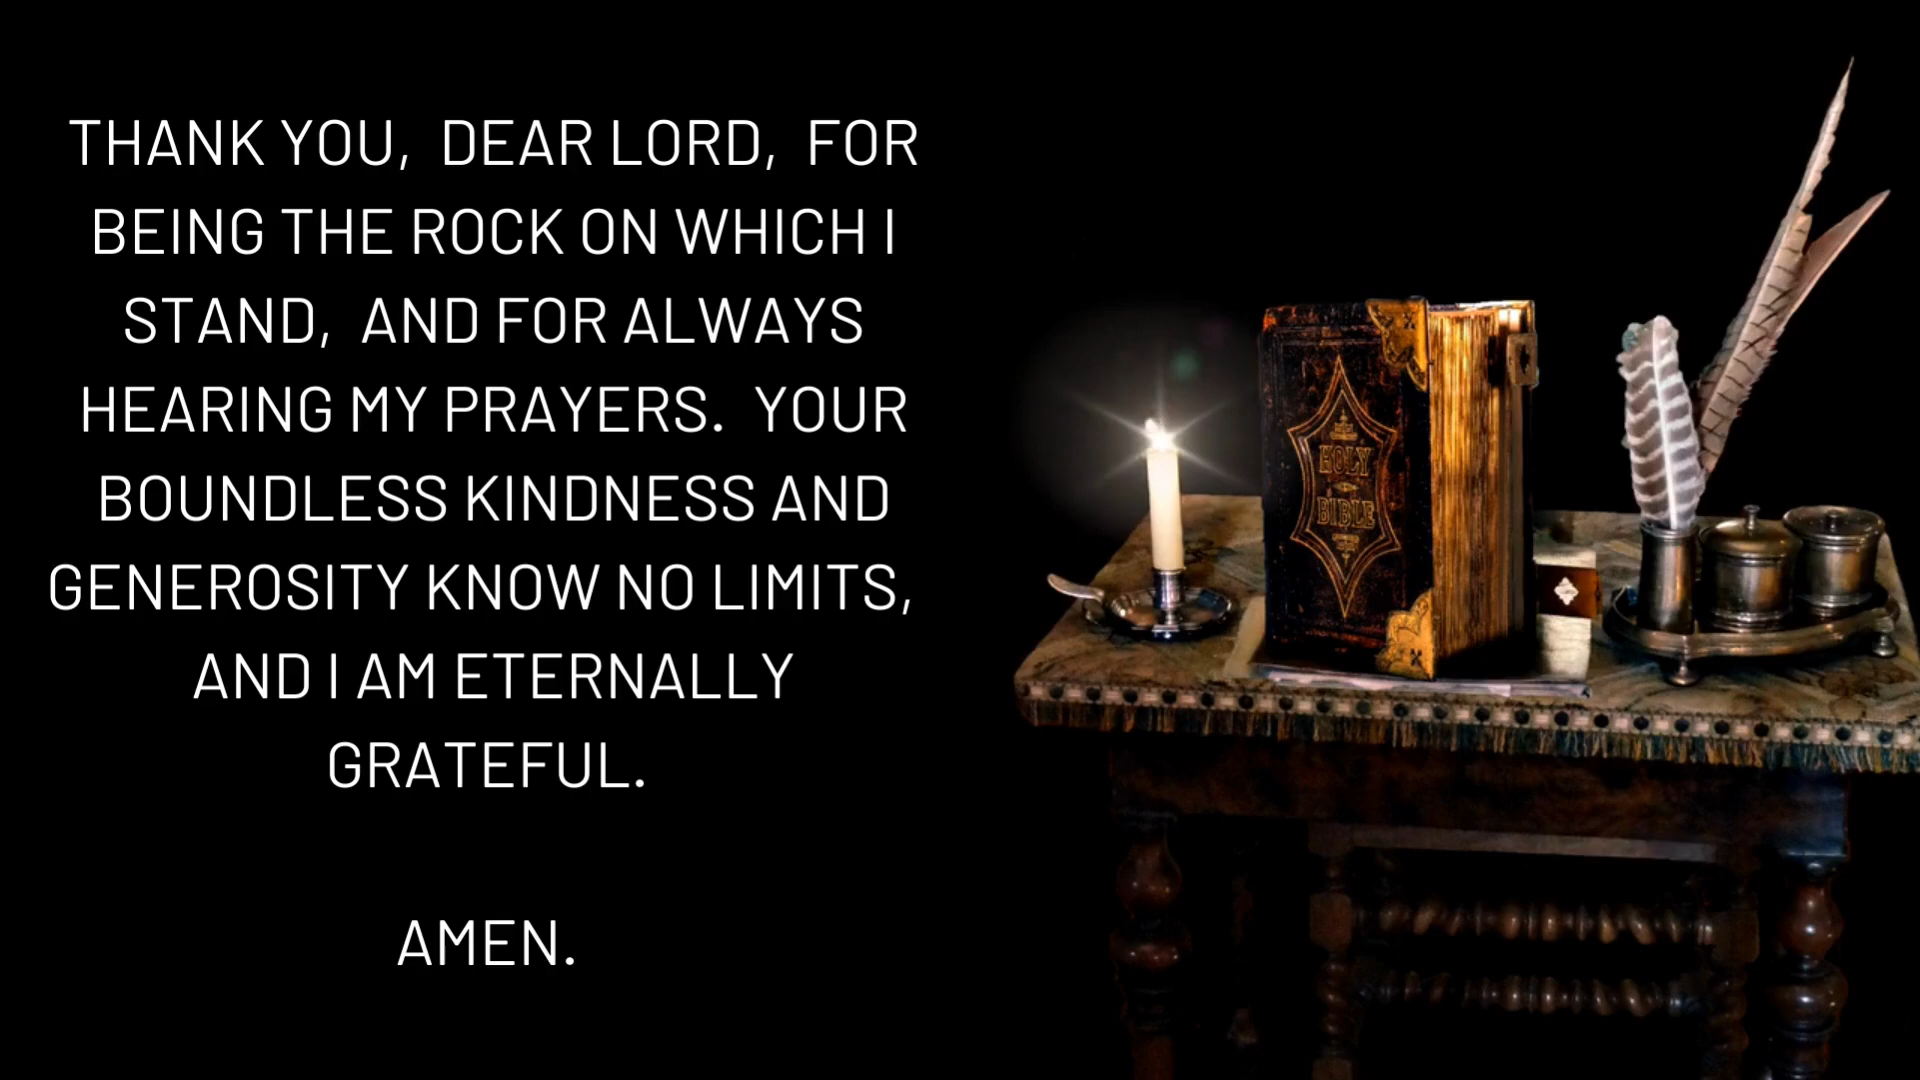 THANK YOU, DEAR LORD, FOR
BEING THE ROCK ON WHICH I
STAND, AND FOR ALWAYS
HEARING MY PRAYERS. YOUR
BOUNDLESS KINDNESS AND
GENEROSITY KNOW NO LIMITS,
AND I AM ETERNALLY
GRATEFUL.
AMEN.
HOLY
BIBLE